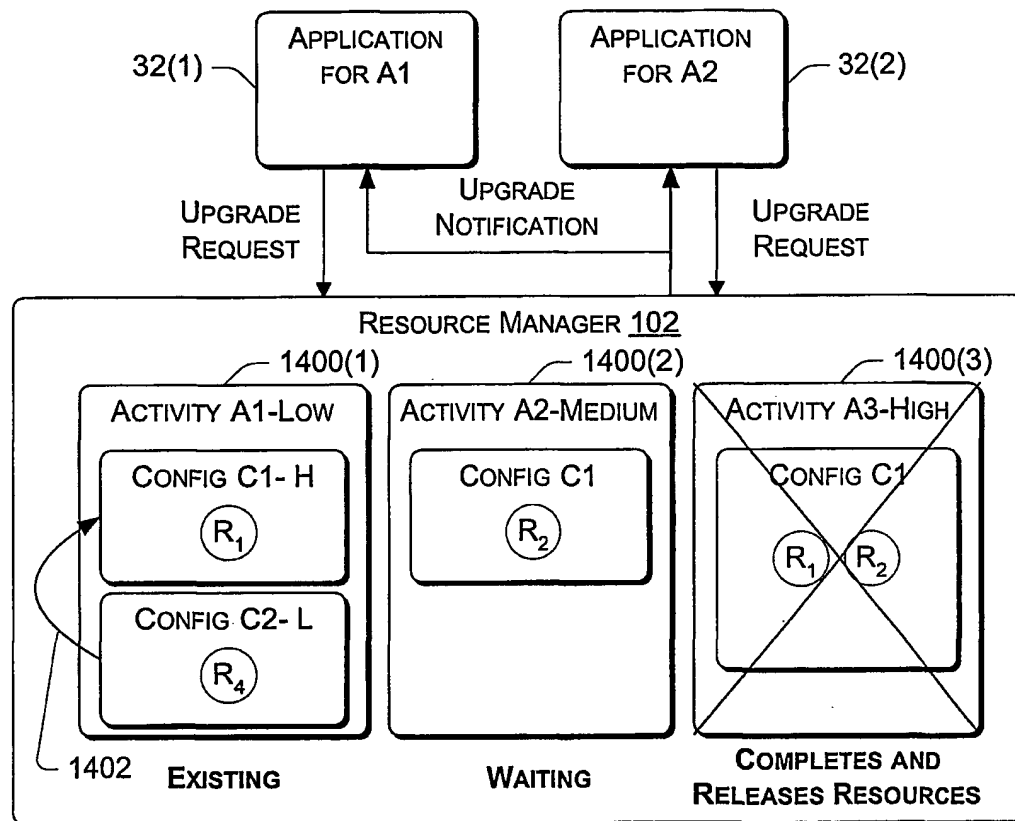 APPLICATION FOR A1
APPLICATION FOR A2
32(1)
32(2)
UPGRADE REQUEST
UPGRADE NOTIFICATION
UPGRADE REQUEST
RESOURCE MANAGER 102
1400(1)
1400(2)
1400(3)
ACTIVITY A1-LOW
ACTIVITY A2-MEDIUM
ACTIVITY A3-HIGH
CONFIG C1- H
CONFIG C1
CONFIG C1
R1
R2
R1
R2
CONFIG C2- L
R4
1402
EXISTING
WAITING
COMPLETES AND
RELEASES RESOURCES